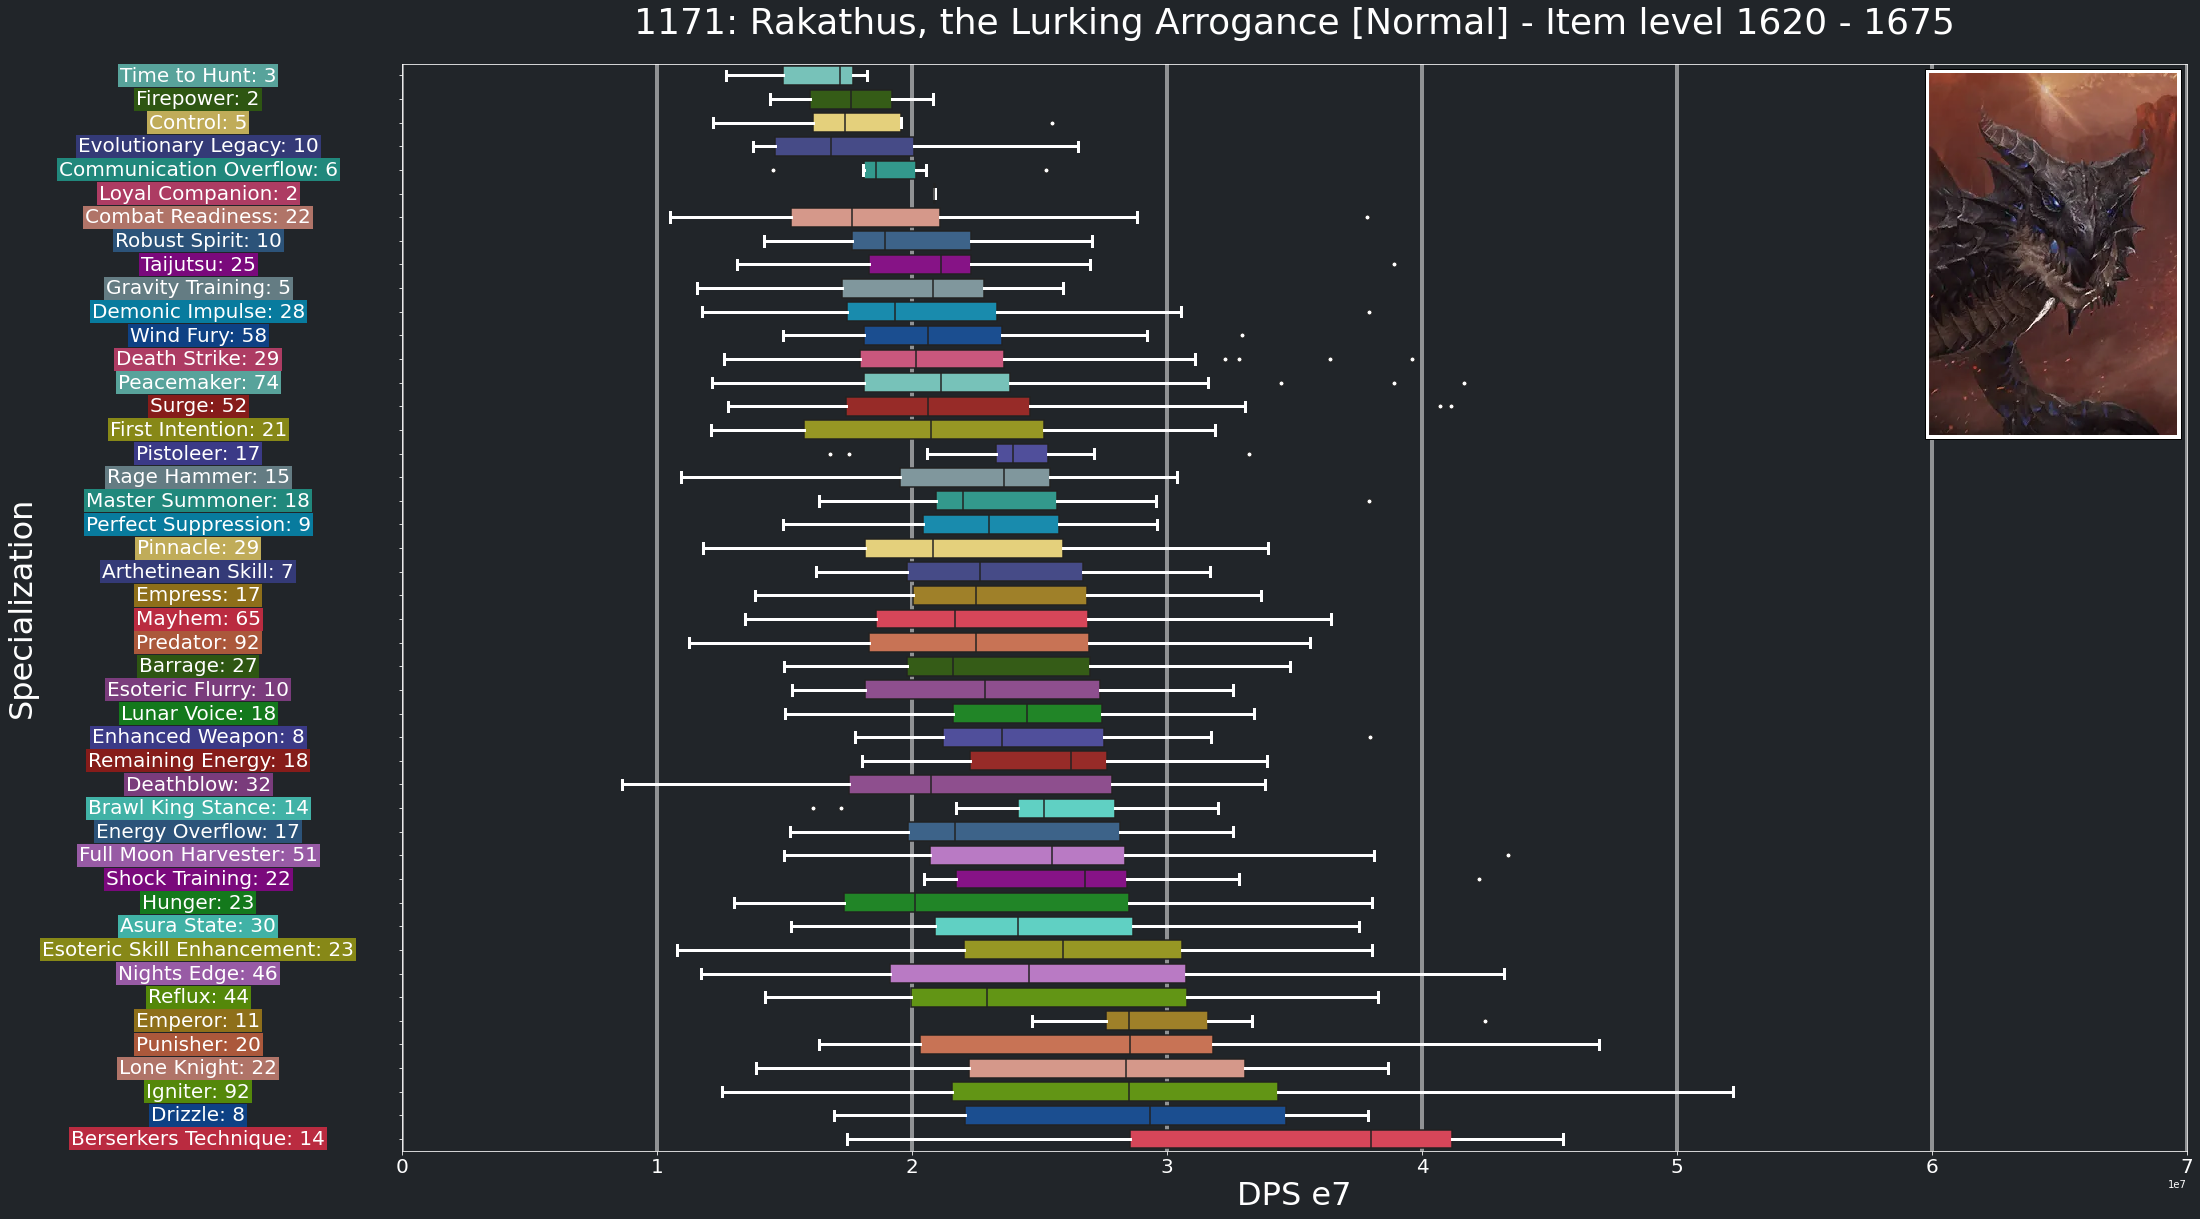 1171: Rakathus, the Lurking Arrogance [Normal] - Item level 1620 - 1675
Time to Hunt: 3
Firepower: 2
Control: 5
Evolutionary Legacy: 10
Communication Overflow: 6
Loyal Companion: 2
Combat Readiness: 22
Robust Spirit: 10
Taijutsu: 25
Gravity Training: 5
Demonic Impulse: 28
Wind Fury: 58
Death Strike: 29
Peacemaker: 74
Surge: 52
First Intention: 21
Pistoleer: 17
Rage Hammer: 15
Master Summoner: 18
Perfect Suppression: 9
Pinnacle: 29
Arthetinean Skill: 7
Empress: 17
Mayhem: 65
Predator: 92
Barrage: 27
Esoteric Flurry: 10
Lunar Voice: 18
Enhanced Weapon: 8
Remaining Energy: 18
Deathblow: 32
Brawl King Stance: 14
Energy Overflow: 17
Full Moon Harvester: 51
Shock Training: 22
Hunger: 23
Asura State: 30
Esoteric Skill Enhancement: 23
Nights Edge: 46
Reflux: 44
Emperor: 11
Punisher: 20
Lone Knight: 22
Igniter: 92
Drizzle: 8
Berserkers Technique: 14
Specialization
0 1 2 3 4 5 6 7
1e7
DPS e7